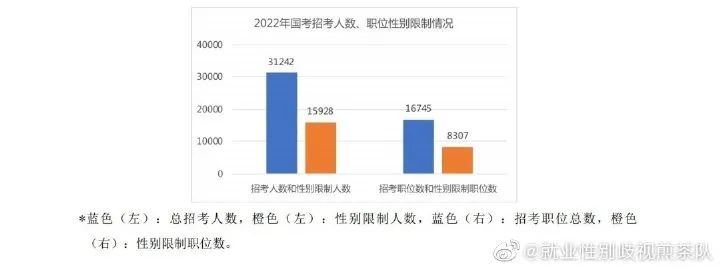 2022年国考招考人数、职位性别限制情况
40000
31242
30000
20000
15928
16745
10000
8307
0
招考人数和性别限制人数
招考职位数和性别限制职位数
*蓝色（左）：总招考人数，橙色（左）：性别限制人数，蓝色（右）：招考职位总数，橙色
（右）：性别限制职位数。
@就业性别歧视煎茶队